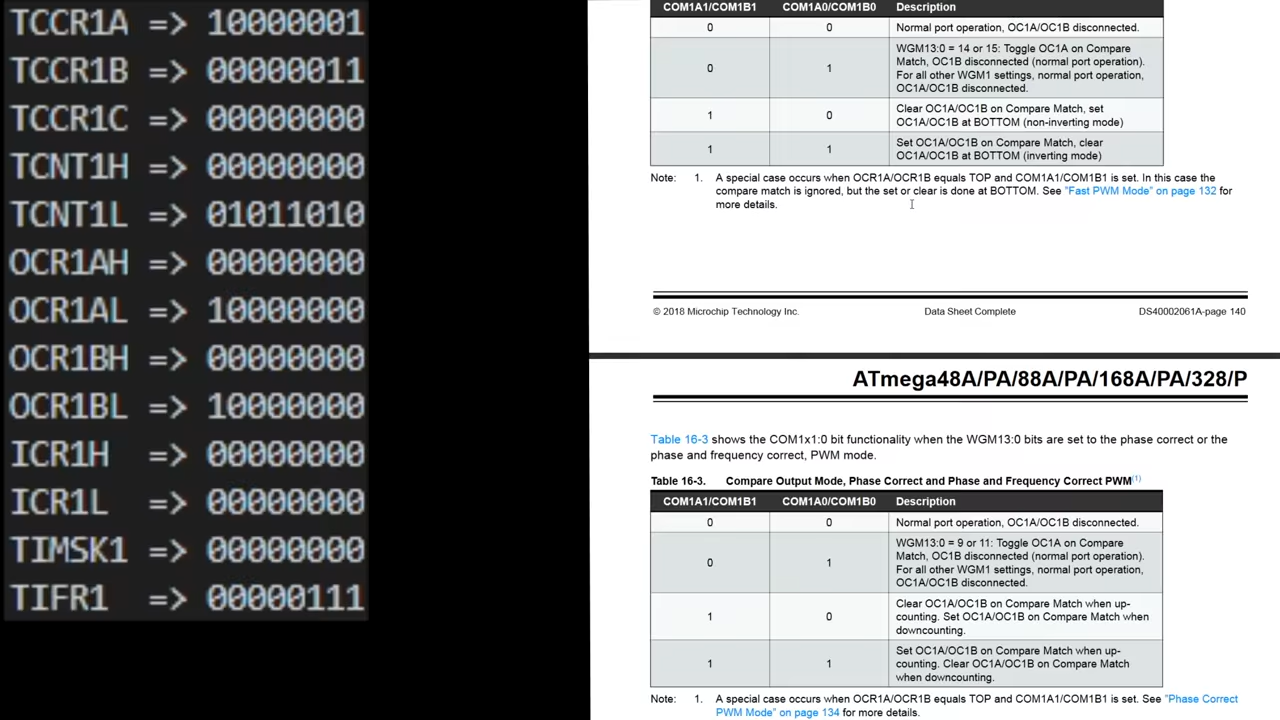 TCCR1A => 10000001
TCCR1B => 00000011
TCCR1C => 00000000
TCNT1H => 00000000
TCNT1L => 01011010
OCR1AH => 00000000
OCR1AL => 10000000
OCR1BH => 00000000
OCR1BL => 10000000
ICR1H => 00000000
ICR1L => 00000000
TIMSK1 => 00000000
TIFR1 => 00000111
COM1A1/COM1B1 COM1A0/COM1B0 Description
0 0 Normal port operation, OC1A/OC1B disconnected.
0 1 WGM13:0 = 14 or 15: Toggle OC1A on Compare
Match, OC1B disconnected (normal port operation).
For all other WGM1 settings, normal port operation,
OC1A/OC1B disconnected.
1 0 Clear OC1A/OC1B on Compare Match, set
OC1A/OC1B at BOTTOM (non-inverting mode)
1 1 Set OC1A/OC1B on Compare Match, clear
OC1A/OC1B at BOTTOM (inverting mode)
Note: 1. A special case occurs when OCR1A/OCR1B equals TOP and COM1A1/COM1B1 is set. In this case the
compare match is ignored, but the set or clear is done at BOTTOM. See "Fast PWM Mode" on page 132 for
more details.
© 2018 Microchip Technology Inc. Data Sheet Complete DS40002061A-page 140
ATmega48A/PA/88A/PA/168A/PA/328/P
Table 16-3 shows the COM1x1:0 bit functionality when the WGM13:0 bits are set to the phase correct or the
phase and frequency correct, PWM mode.
Table 16-3. Compare Output Mode, Phase Correct and Phase and Frequency Correct PWM(1)
COM1A1/COM1B1 COM1A0/COM1B0 Description
0 0 Normal port operation, OC1A/OC1B disconnected.
0 1 WGM13:0 = 9 or 11: Toggle OC1A on Compare
Match, OC1B disconnected (normal port operation).
For all other WGM1 settings, normal port operation,
OC1A/OC1B disconnected.
1 0 Clear OC1A/OC1B on Compare Match when up-
counting. Set OC1A/OC1B on Compare Match when
downcounting.
1 1 Set OC1A/OC1B on Compare Match when up-
counting. Clear OC1A/OC1B on Compare Match
when downcounting.
Note: 1. A special case occurs when OCR1A/OCR1B equals TOP and COM1A1/COM1B1 is set. See "Phase Correct
PWM Mode" on page 134 for more details.